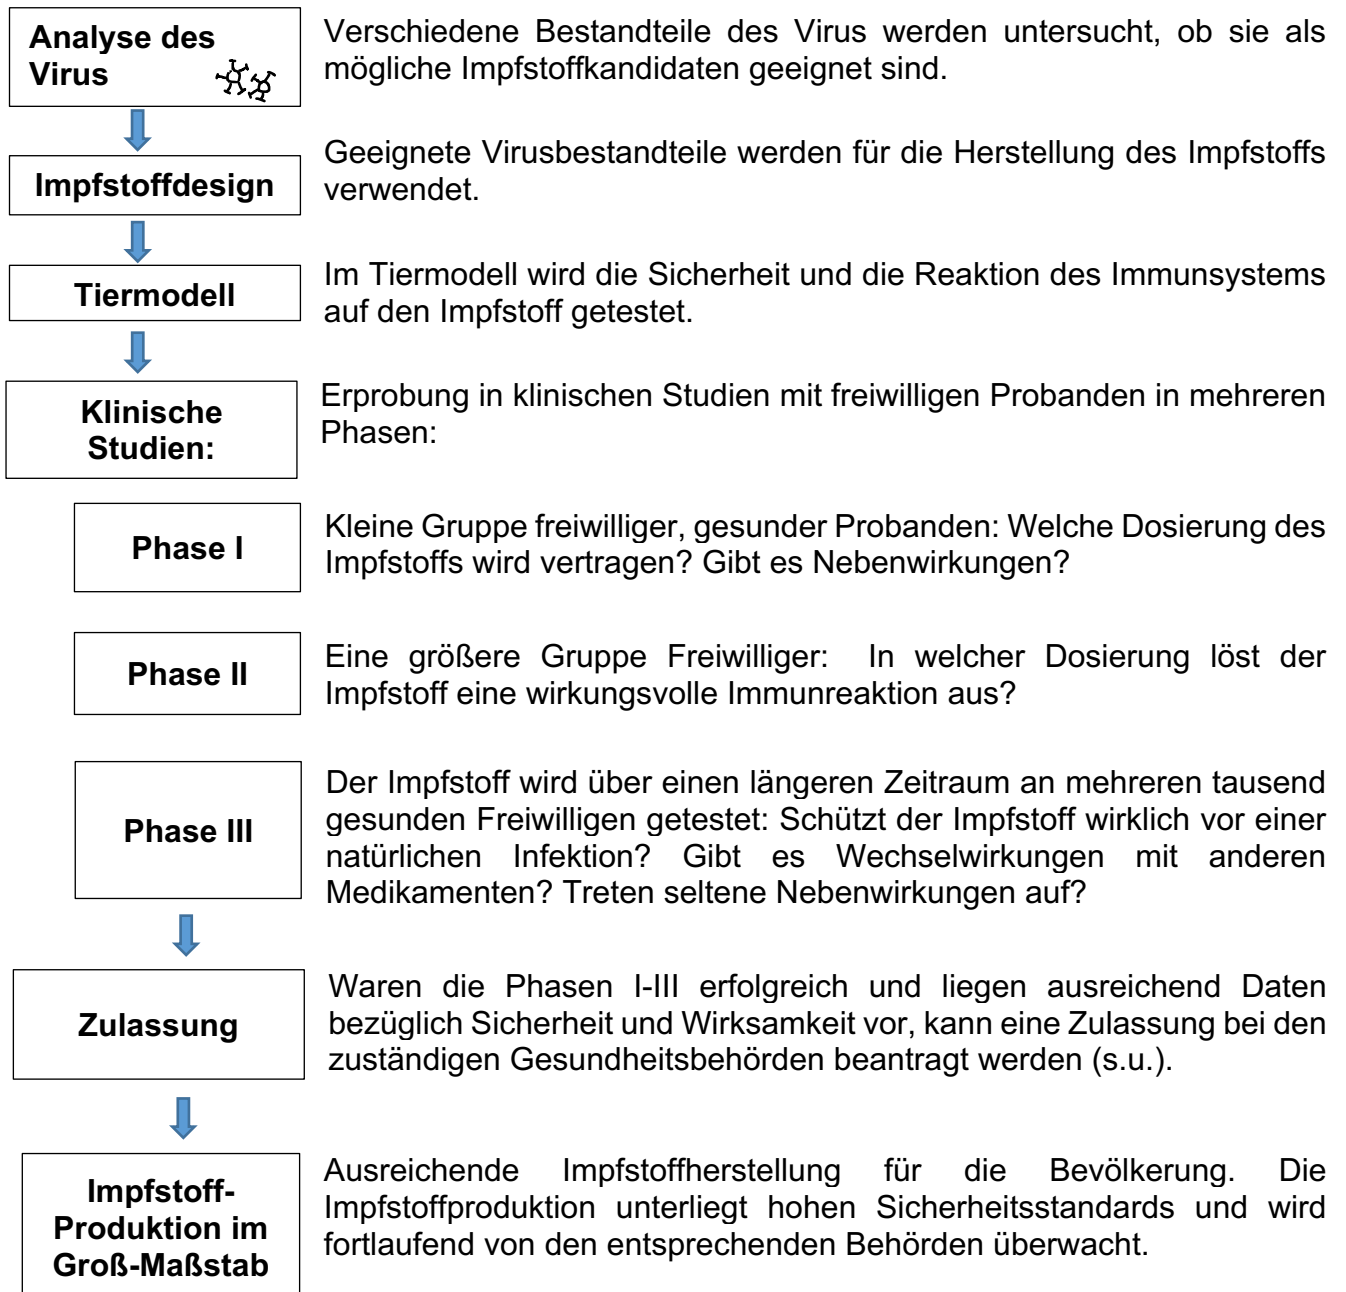 Analyse des
Virus
Verschiedene Bestandteile des Virus werden untersucht, ob sie als
mögliche Impfstoffkandidaten geeignet sind.
Impfstoffdesign
Geeignete Virusbestandteile werden für die Herstellung des Impfstoffs
verwendet.
Tiermodell
Im Tiermodell wird die Sicherheit und die Reaktion des Immunsystems
auf den Impfstoff getestet.
Klinische
Studien:
Erprobung in klinischen Studien mit freiwilligen Probanden in mehreren
Phasen:
Phase I
Kleine Gruppe freiwilliger, gesunder Probanden: Welche Dosierung des
Impfstoffs wird vertragen? Gibt es Nebenwirkungen?
Phase II
Eine größere Gruppe Freiwilliger: In welcher Dosierung löst der
Impfstoff eine wirkungsvolle Immunreaktion aus?
Phase III
Der Impfstoff wird über einen längeren Zeitraum an mehreren tausend
gesunden Freiwilligen getestet: Schützt der Impfstoff wirklich vor einer
natürlichen Infektion? Gibt es Wechselwirkungen mit anderen
Medikamenten? Treten seltene Nebenwirkungen auf?
Zulassung
Waren die Phasen I-III erfolgreich und liegen ausreichend Daten
bezüglich Sicherheit und Wirksamkeit vor, kann eine Zulassung bei den
zuständigen Gesundheitsbehörden beantragt werden (s.u.).
Impfstoff-
Produktion im
Groß-Maßstab
Ausreichende Impfstoffherstellung für die Bevölkerung. Die
Impfstoffproduktion unterliegt hohen Sicherheitsstandards und wird
fortlaufend von den entsprechenden Behörden überwacht.